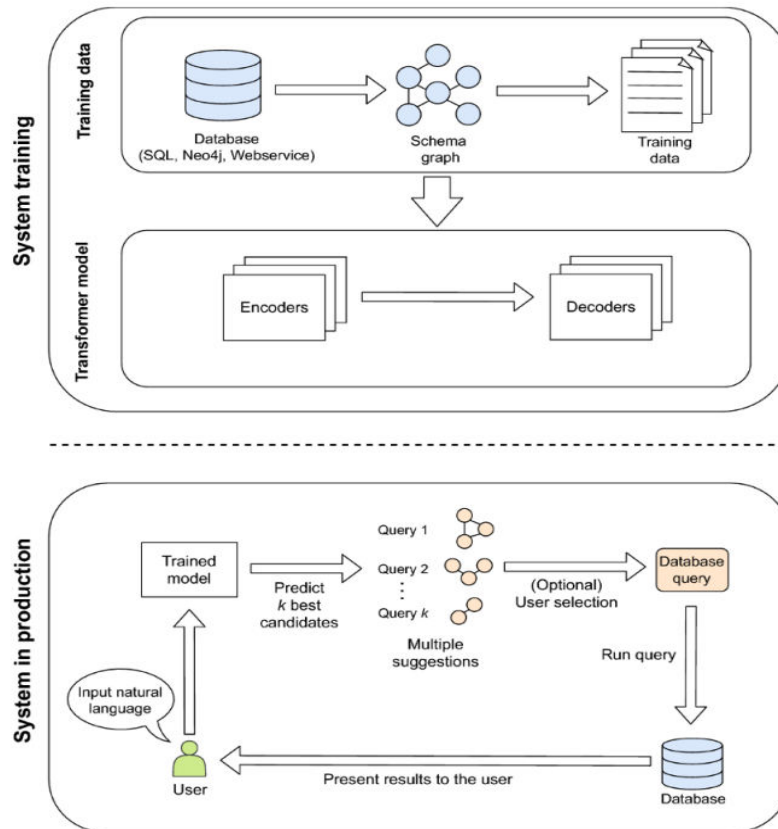 System training
Training data
Database
(SQL, Neo4j, Webservice)
Schema
graph
Training
data
Transformer model
Encoders
Decoders
System in production
Trained
model
Predict
k best
candidates
Query 1
Query 2
⋮
Query k
Multiple
suggestions
(Optional)
User selection
Database
query
Run query
Input natural
language
User
Present results to the user
Database